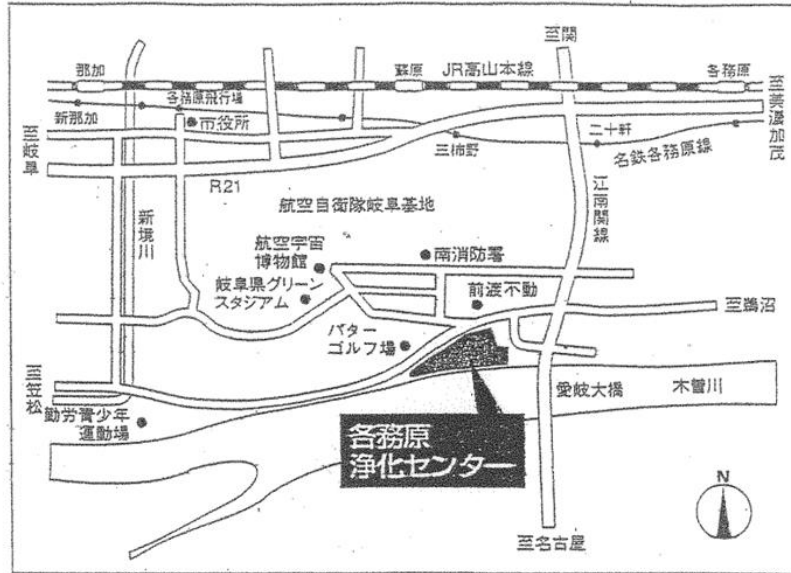 至関
那加
蘇原
JR高山本線
各務原
至美濃加茂
新那加
各務原飛行場
市役所
至岐阜
三柿野
二十軒
名鉄各務原線
R21
新境川
航空自衛隊岐阜基地
江南関線
航空宇宙
博物館
南消防署
岐阜県グリーン
スタジアム
前渡不動
至鵜沼
パター
ゴルフ場
至笠松
愛岐大橋
木曽川
勤労青少年
運動場
各務原
浄化センター
N
至名古屋